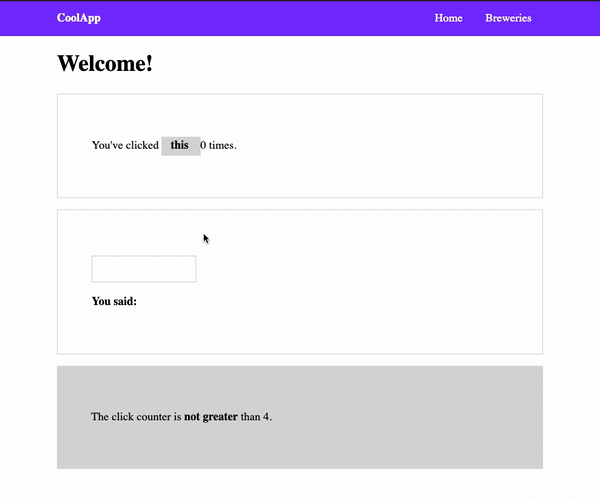 CoolApp Home Breweries
Welcome!
You've clicked this 0 times.
You said:
The click counter is not greater than 4.